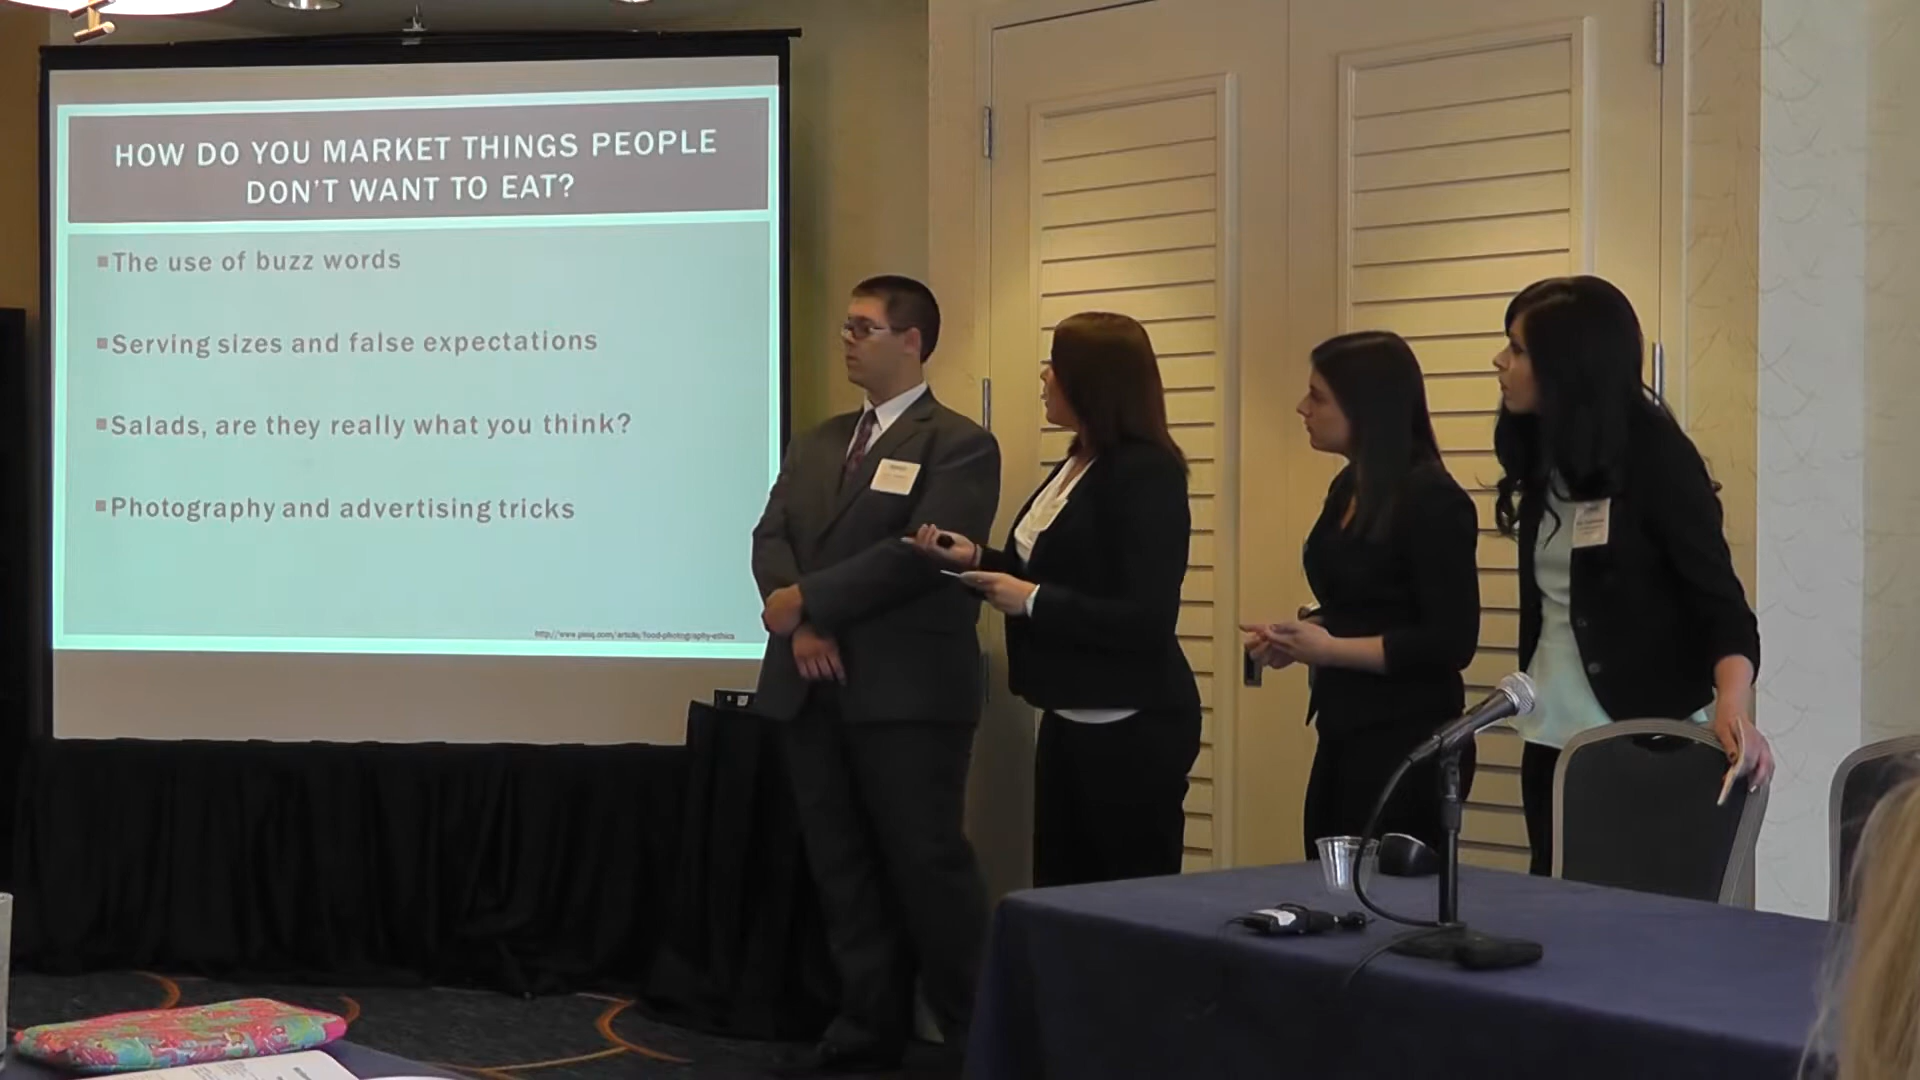 HOW DO YOU MARKET THINGS PEOPLE
DON'T WANT TO EAT?
The use of buzz words
Serving sizes and false expectations
Salads, are they really what you think?
Photography and advertising tricks